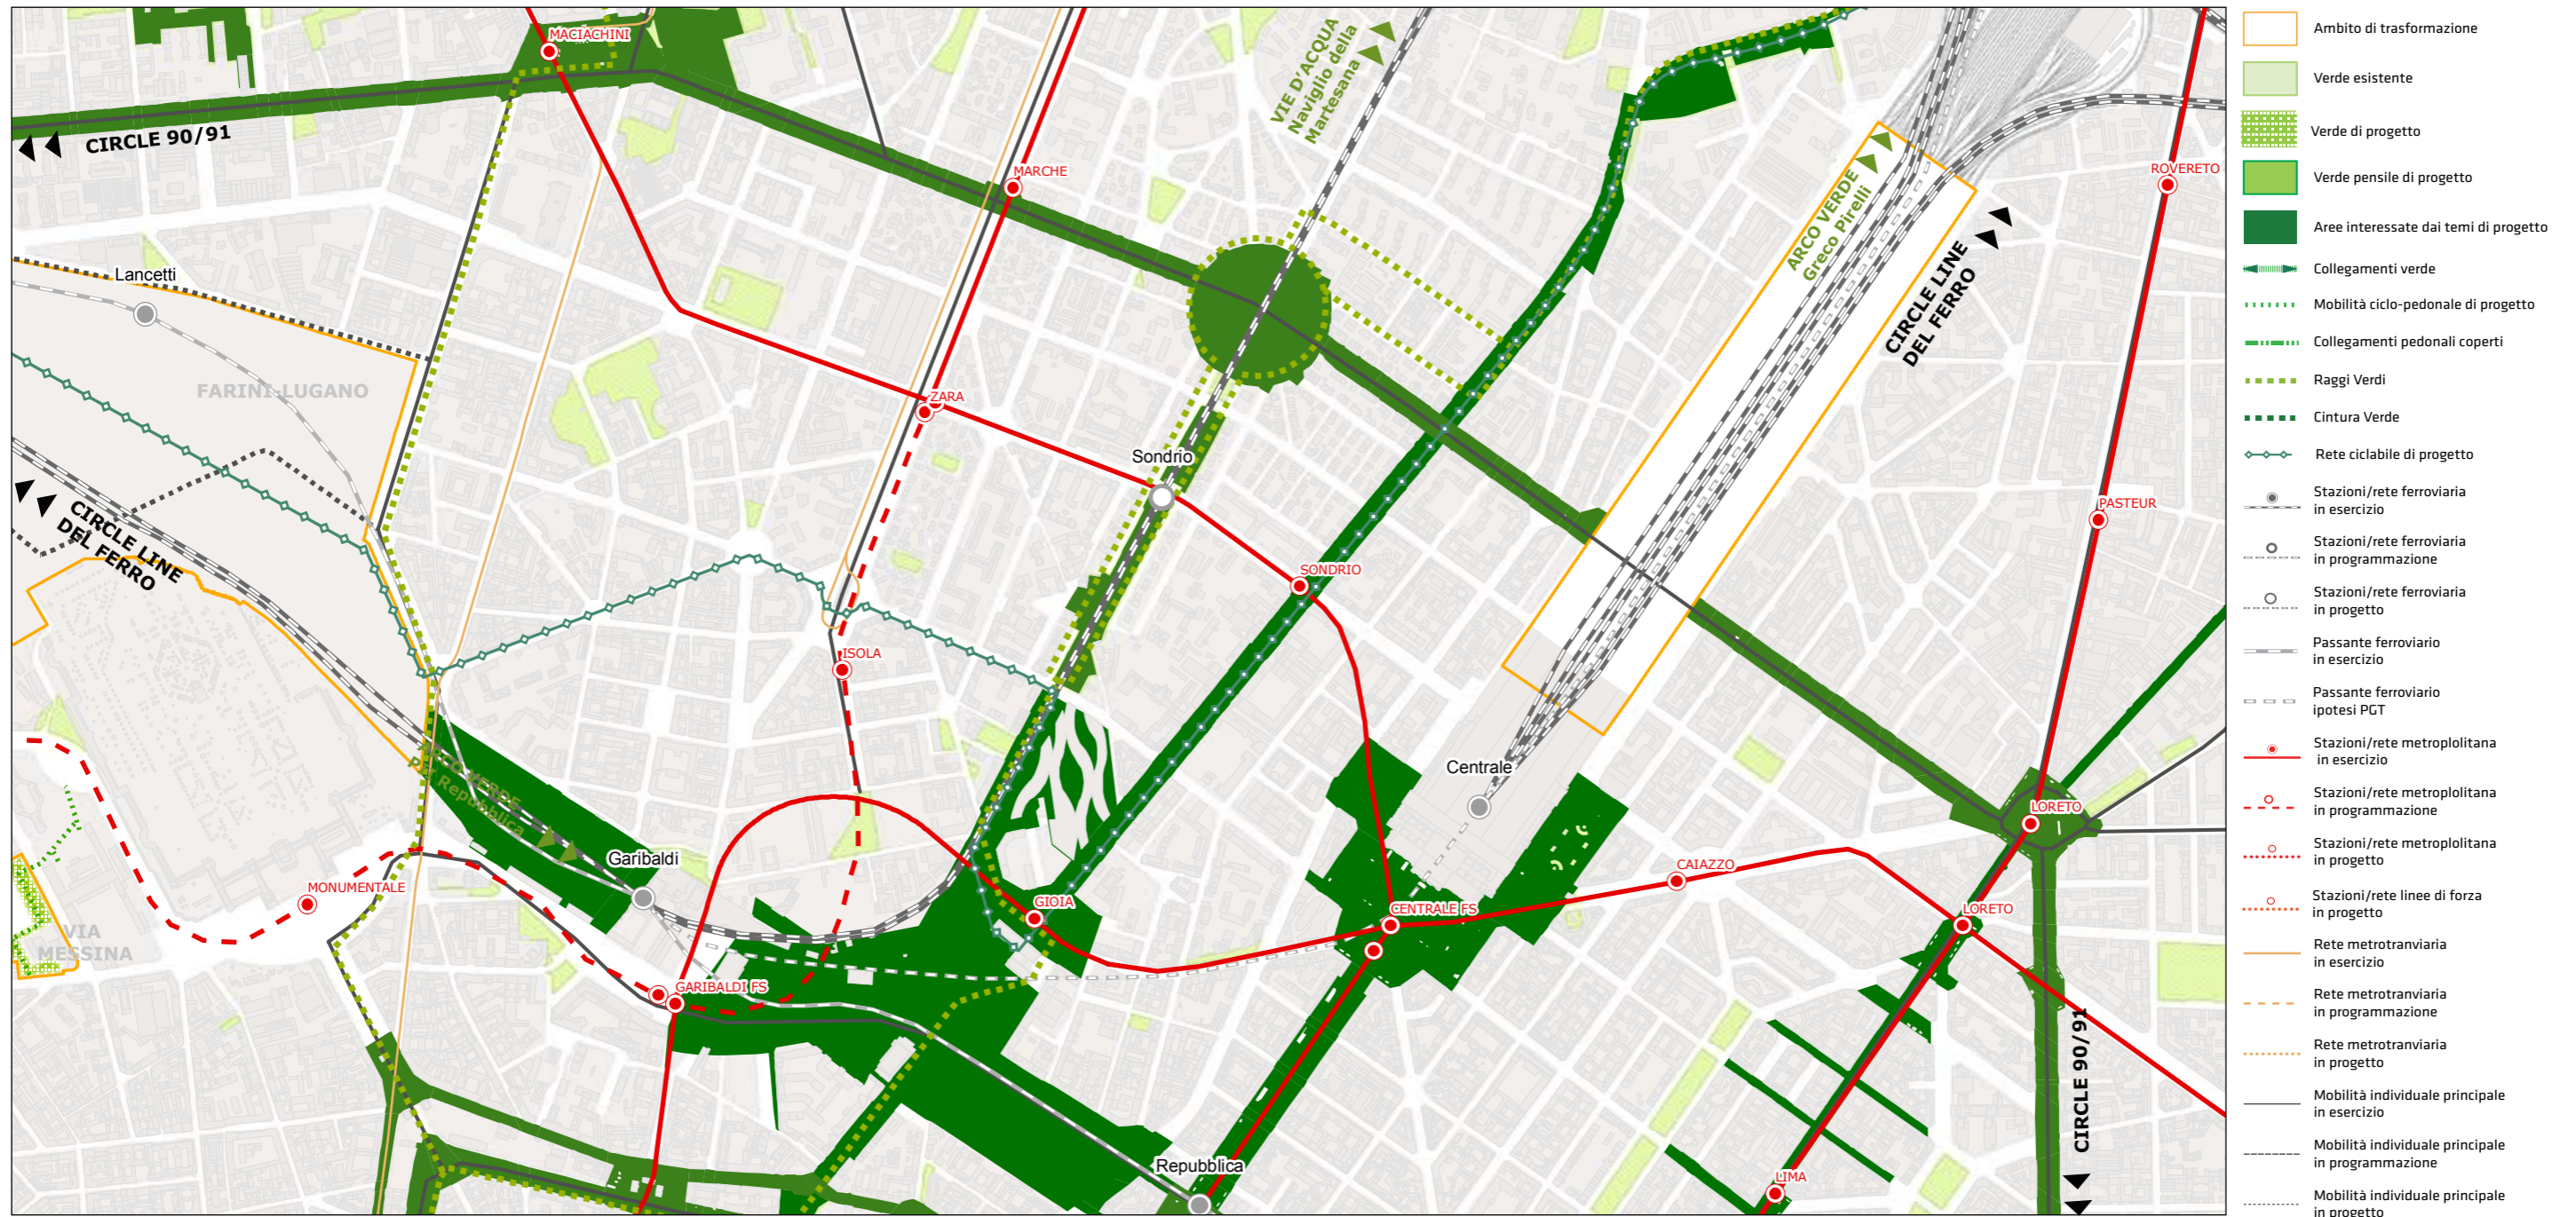 MACIACHINI
CIRCLE 90/91
VIE D'ACQUA
Naviglio della
Martesana
MARCHE
ARCO VERDE
Greco Pirelli
ROVERETO
CIRCLE LINE
DEL FERRO
Lancetti
FARINI-LUGANO
ZARA
Sondrio
PASTEUR
CIRCLE LINE
DEL FERRO
SONDRIO
ISOLA
ARCO VERDE
Repubblica
Centrale
LORETO
Garibaldi
CAIAZZO
MONUMENTALE
GIOIA
CENTRALE FS
LORETO
VIA
MESSINA
GARIBALDI FS
CIRCLE 90/91
Repubblica
LIMA
Ambito di trasformazione
Verde esistente
Verde di progetto
Verde pensile di progetto
Aree interessate dai temi di progetto
Collegamenti verde
Mobilità ciclo-pedonale di progetto
Collegamenti pedonali coperti
Raggi Verdi
Cintura Verde
Rete ciclabile di progetto
Stazioni/rete ferroviaria
in esercizio
Stazioni/rete ferroviaria
in programmazione
Stazioni/rete ferroviaria
in progetto
Passante ferroviario
in esercizio
Passante ferroviario
ipotesi PGT
Stazioni/rete metroplolitana
in esercizio
Stazioni/rete metroplolitana
in programmazione
Stazioni/rete metroplolitana
in progetto
Stazioni/rete linee di forza
in progetto
Rete metrotranviaria
in esercizio
Rete metrotranviaria
in programmazione
Rete metrotranviaria
in progetto
Mobilità individuale principale
in esercizio
Mobilità individuale principale
in programmazione
Mobilità individuale principale
in progetto